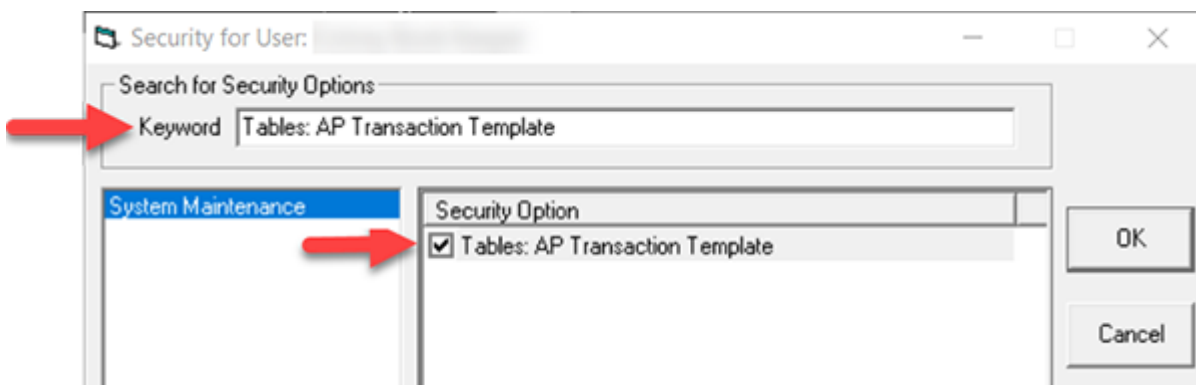 Security for User:
Search for Security Options
Keyword Tables: AP Transaction Template
System Maintenance
Security Option
Tables: AP Transaction Template
OK
Cancel